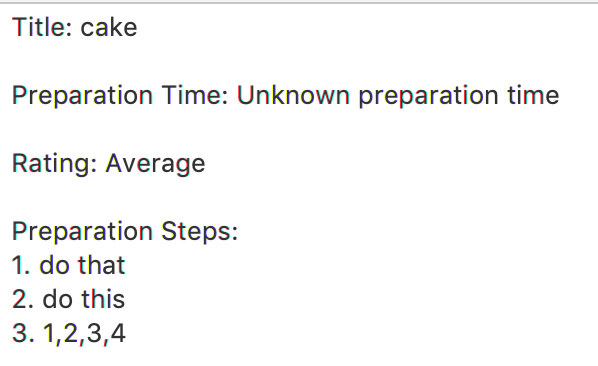 Title: cake
Preparation Time: Unknown preparation time
Rating: Average
Preparation Steps:
1. do that
2. do this
3. 1,2,3,4